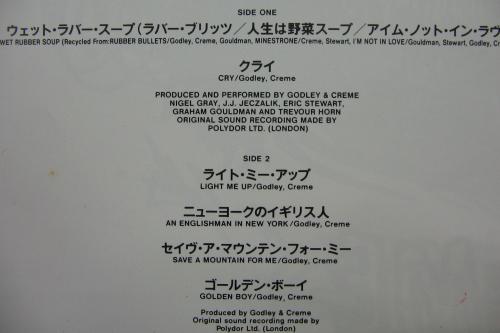 SIDE ONE
ウェット・ラバー・スープ(ラバー・ブリッツ／人生は野菜スープ／アイム・ノット・イン・ラヴ
WET RUBBER SOUP (Recycled From:RUBBER BULLETS/Godley, Creme, Gouldman, MINESTRONE/Creme, Stewart, I'M NOT IN LOVE/Gouldman, Stewart, Godley,
クライ
CRY/Godley, Creme
PRODUCED AND PERFORMED BY GODLEY & CREME
NIGEL GRAY, J.J. JECZALIK, ERIC STEWART,
GRAHAM GOULDMAN AND TREVOUR HORN
ORIGINAL SOUND RECORDING MADE BY
POLYDOR LTD. (LONDON)
SIDE 2
ライト・ミー・アップ
LIGHT ME UP/Godley, Creme
ニューヨークのイギリス人
AN ENGLISHMAN IN NEW YORK/Godley, Creme
セイヴ・ア・マウンテン・フォー・ミー
SAVE A MOUNTAIN FOR ME/Godley, Creme
ゴールデン・ボーイ
GOLDEN BOY/Godley, Creme
Produced by Godley & Creme
Original sound recording made by
Polydor Ltd. (London)